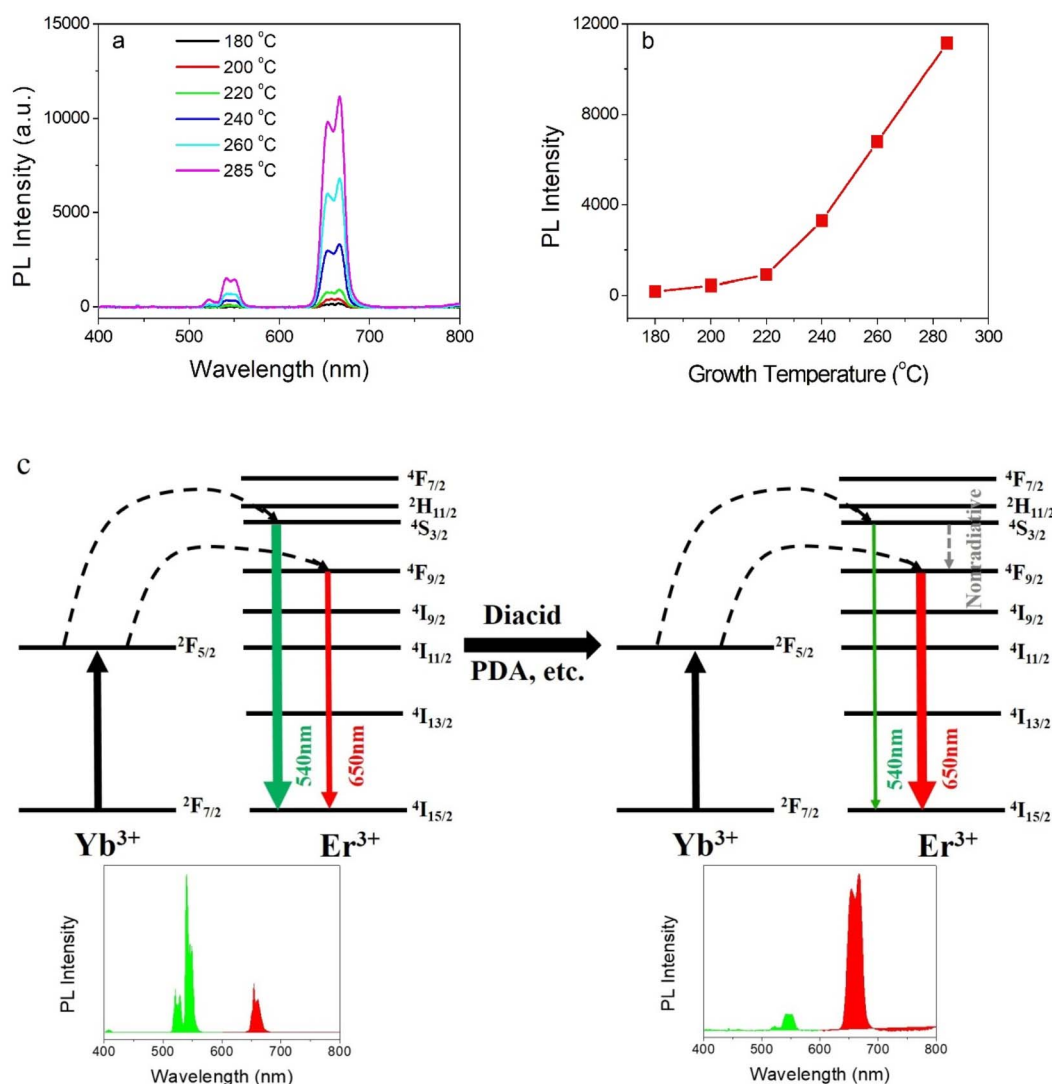 a
15000
10000
5000
0
PL Intensity (a.u.)
180 °C
200 °C
220 °C
240 °C
260 °C
285 °C
400 500 600 700 800
Wavelength (nm)
b
12000
8000
4000
0
PL Intensity
180 200 220 240 260 280 300
Growth Temperature (°C)
c
⁴F₇/₂
²H₁₁/₂
⁴S₃/₂
⁴F₉/₂
⁴I₉/₂
²F₅/₂
⁴I₁₁/₂
⁴I₁₃/₂
540nm
650nm
²F₇/₂
⁴I₁₅/₂
Yb³⁺
Er³⁺
Diacid
PDA, etc.
⁴F₇/₂
²H₁₁/₂
⁴S₃/₂
Nonradiative
⁴F₉/₂
⁴I₉/₂
²F₅/₂
⁴I₁₁/₂
⁴I₁₃/₂
540nm
650nm
²F₇/₂
⁴I₁₅/₂
Yb³⁺
Er³⁺
PL Intensity
400 500 600 700 800
Wavelength (nm)
PL Intensity
400 500 600 700 800
Wavelength (nm)